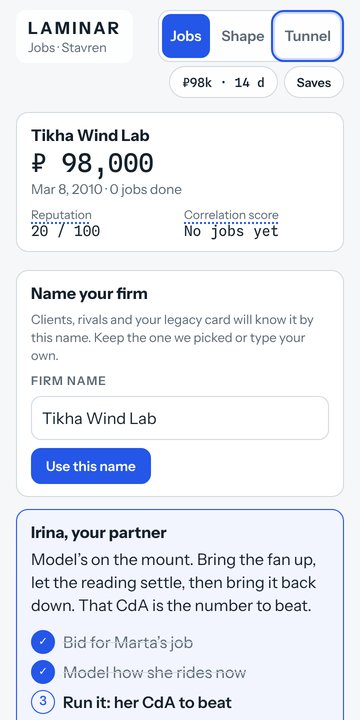 LAMINAR
Jobs · Stavren
Jobs Shape Tunnel
₽98k · 14 d Saves
Tikha Wind Lab
₽ 98,000
Mar 8, 2010 · 0 jobs done
Reputation Correlation score
20 / 100 No jobs yet
Name your firm
Clients, rivals and your legacy card will know it by
this name. Keep the one we picked or type your
own.
FIRM NAME
Tikha Wind Lab
Use this name
Irina, your partner
Model's on the mount. Bring the fan up,
let the reading settle, then bring it back
down. That CdA is the number to beat.
✓ Bid for Marta's job
✓ Model how she rides now
3 Run it: her CdA to beat